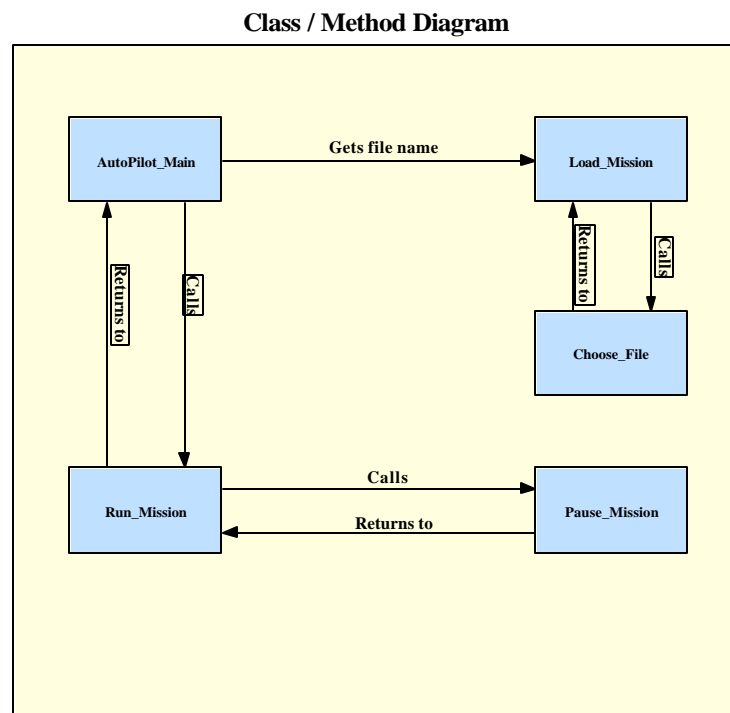 Class / Method Diagram
AutoPilot_Main
Gets file name
Load_Mission
Returns to
Calls
Returns to
Calls
Choose_File
Run_Mission
Calls
Returns to
Pause_Mission